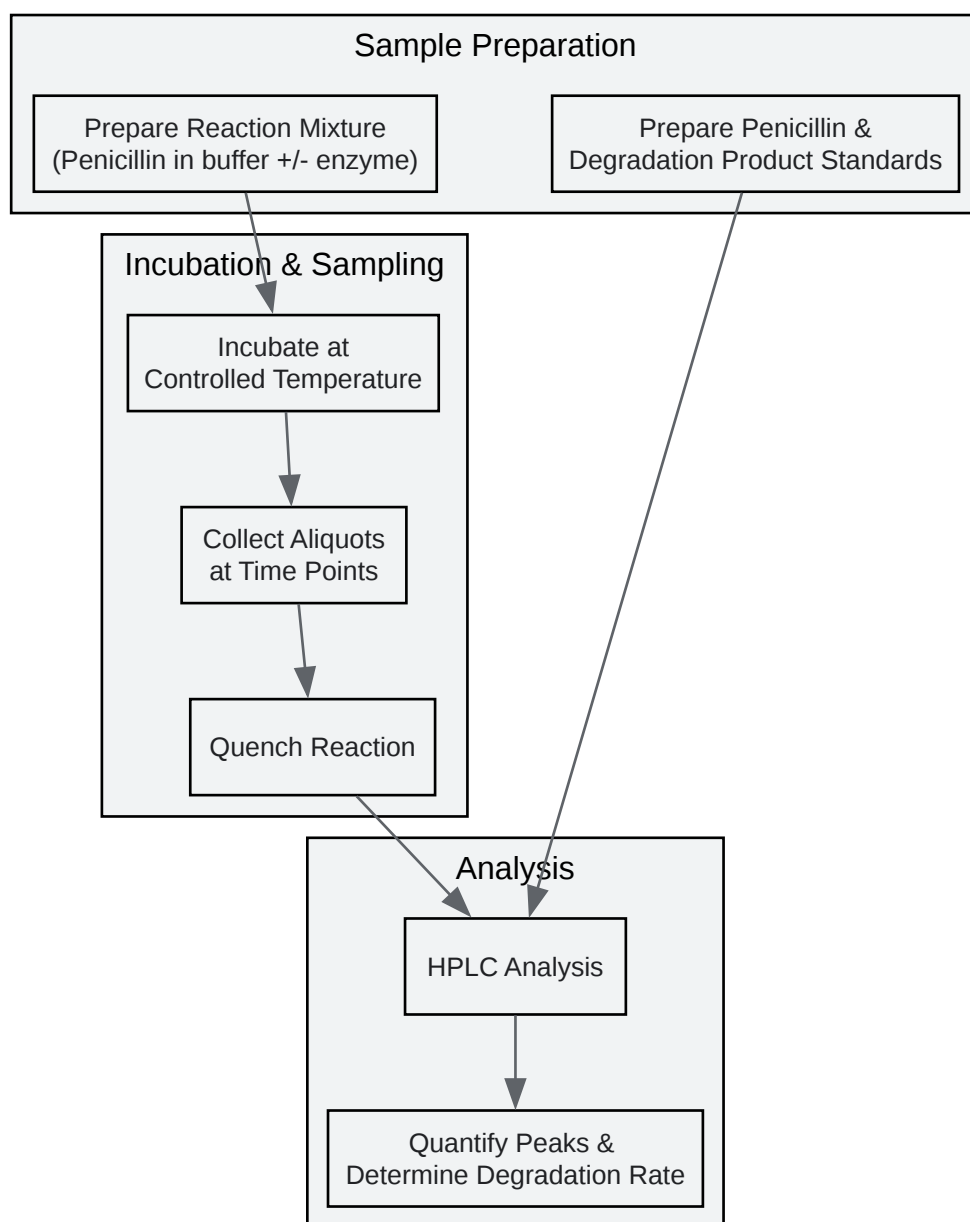 Sample Preparation
Prepare Reaction Mixture
(Penicillin in buffer +/- enzyme)
Prepare Penicillin &
Degradation Product Standards
Incubation & Sampling
Incubate at
Controlled Temperature
Collect Aliquots
at Time Points
Quench Reaction
Analysis
HPLC Analysis
Quantify Peaks &
Determine Degradation Rate